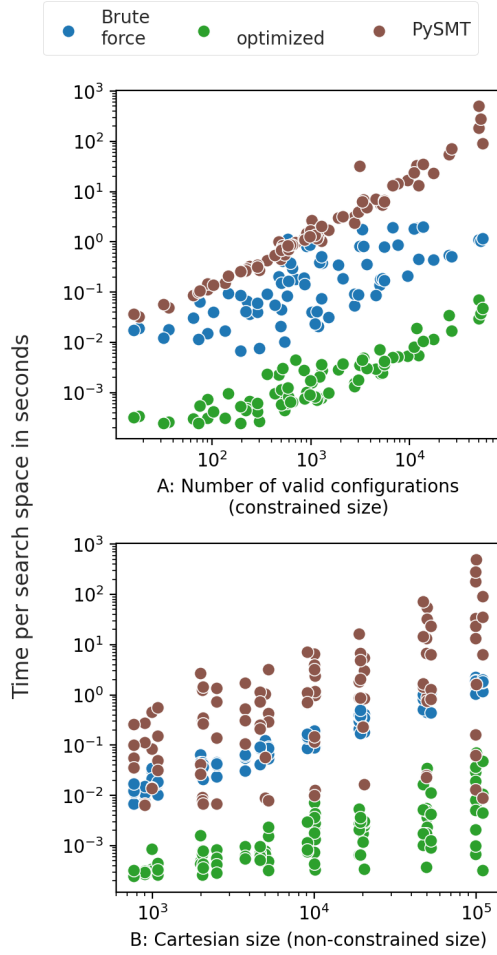 Brute
force
optimized
PySMT
Time per search space in seconds
10³
10²
10¹
10⁰
10⁻¹
10⁻²
10⁻³
10²
10³
10⁴
A: Number of valid configurations
(constrained size)
10³
10²
10¹
10⁰
10⁻¹
10⁻²
10⁻³
10³
10⁴
10⁵
B: Cartesian size (non-constrained size)